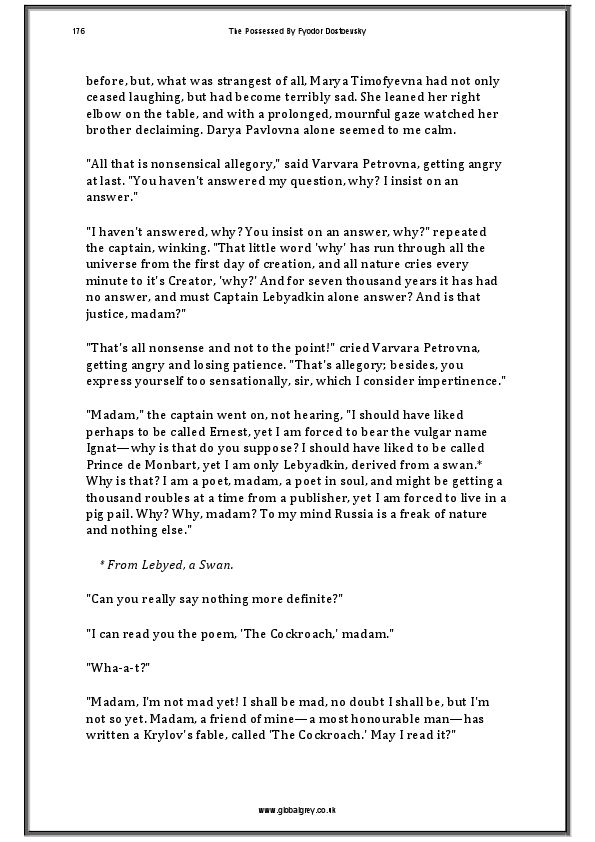 176 The Possessed By Fyodor Dostoevsky
before, but, what was strangest of all, Marya Timofyevna had not only
ceased laughing, but had become terribly sad. She leaned her right
elbow on the table, and with a prolonged, mournful gaze watched her
brother declaiming. Darya Pavlovna alone seemed to me calm.
"All that is nonsensical allegory," said Varvara Petrovna, getting angry
at last. "You haven't answered my question, why? I insist on an
answer."
"I haven't answered, why? You insist on an answer, why?" repeated
the captain, winking. "That little word 'why' has run through all the
universe from the first day of creation, and all nature cries every
minute to it's Creator, 'why?' And for seven thousand years it has had
no answer, and must Captain Lebyadkin alone answer? And is that
justice, madam?"
"That's all nonsense and not to the point!" cried Varvara Petrovna,
getting angry and losing patience. "That's allegory; besides, you
express yourself too sensationally, sir, which I consider impertinence."
"Madam," the captain went on, not hearing, "I should have liked
perhaps to be called Ernest, yet I am forced to bear the vulgar name
Ignat—why is that do you suppose? I should have liked to be called
Prince de Monbart, yet I am only Lebyadkin, derived from a swan.*
Why is that? I am a poet, madam, a poet in soul, and might be getting a
thousand roubles at a time from a publisher, yet I am forced to live in a
pig pail. Why? Why, madam? To my mind Russia is a freak of nature
and nothing else."
* From Lebyed, a Swan.
"Can you really say nothing more definite?"
"I can read you the poem, 'The Cockroach,' madam."
"Wha-a-t?"
"Madam, I'm not mad yet! I shall be mad, no doubt I shall be, but I'm
not so yet. Madam, a friend of mine—a most honourable man—has
written a Krylov's fable, called 'The Cockroach.' May I read it?"
www.globalgrey.co.uk